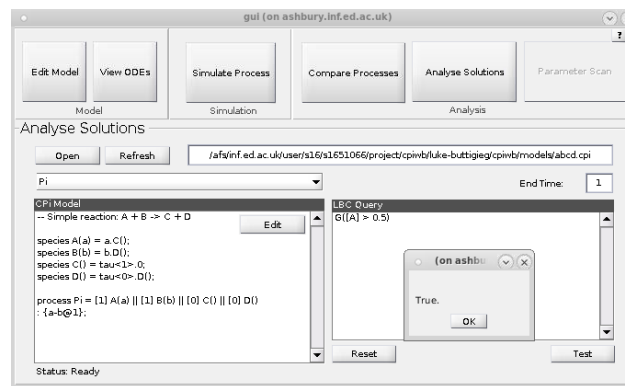 gui (on ashbury.inf.ed.ac.uk)
?
Edit Model
View ODEs
Simulate Process
Compare Processes
Analyse Solutions
Parameter Scan
Model
Simulation
Analysis
Analyse Solutions
Open
Refresh
/afs/inf.ed.ac.uk/user/s16/s1651066/project/cpiwb/luke-buttigieg/cpiwb/models/abcd.cpi
Pi
End Time:
1
CPi Model
-- Simple reaction: A + B -> C + D
Edit
species A(a) = a.C();
species B(b) = b.D();
species C() = tau<1>.0;
species D() = tau<0>.D();
process Pi = [1] A(a) || [1] B(b) || [0] C() || [0] D()
: {a-b@1};
LBC Query
G([A] > 0.5)
(on ashbu
True.
OK
Reset
Test
Status: Ready